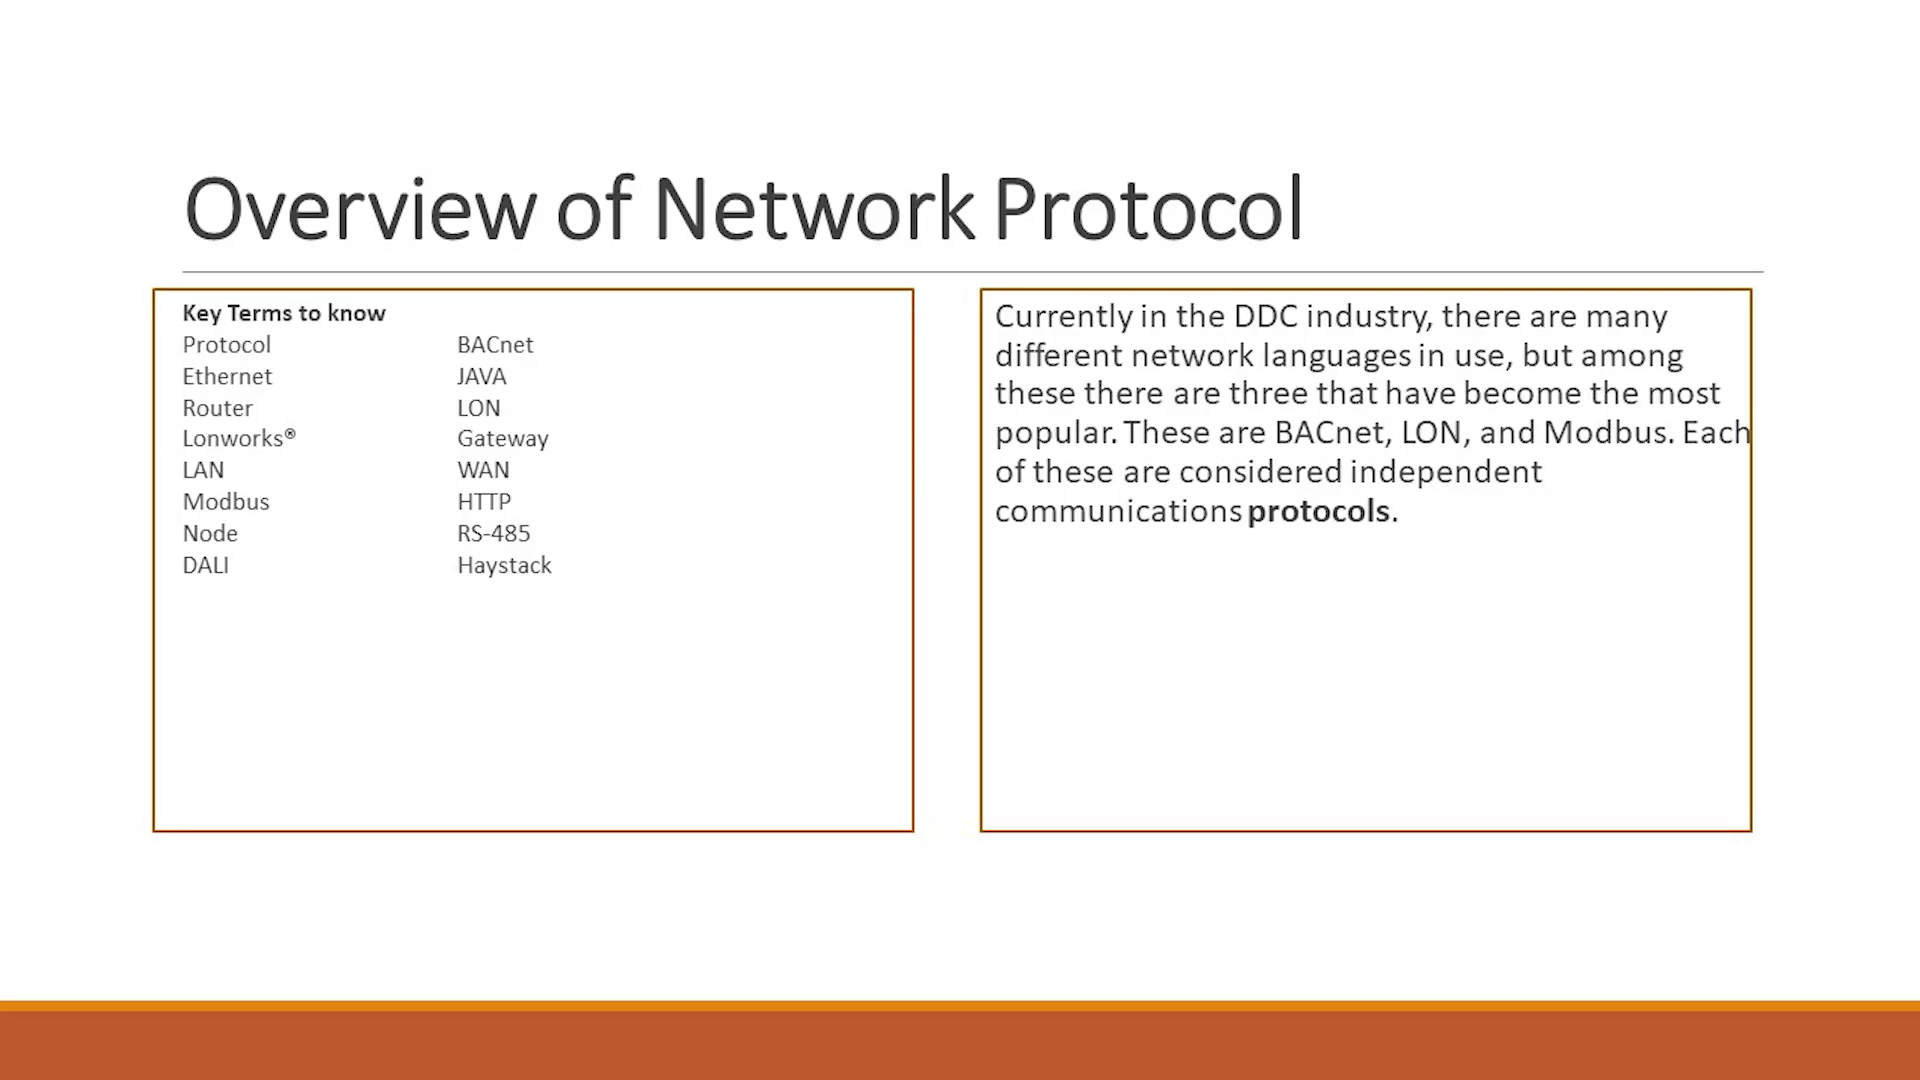 Overview of Network Protocol
Key Terms to know
Protocol BACnet
Ethernet JAVA
Router LON
Lonworks® Gateway
LAN WAN
Modbus HTTP
Node RS-485
DALI Haystack
Currently in the DDC industry, there are many
different network languages in use, but among
these there are three that have become the most
popular. These are BACnet, LON, and Modbus. Each
of these are considered independent
communications protocols.